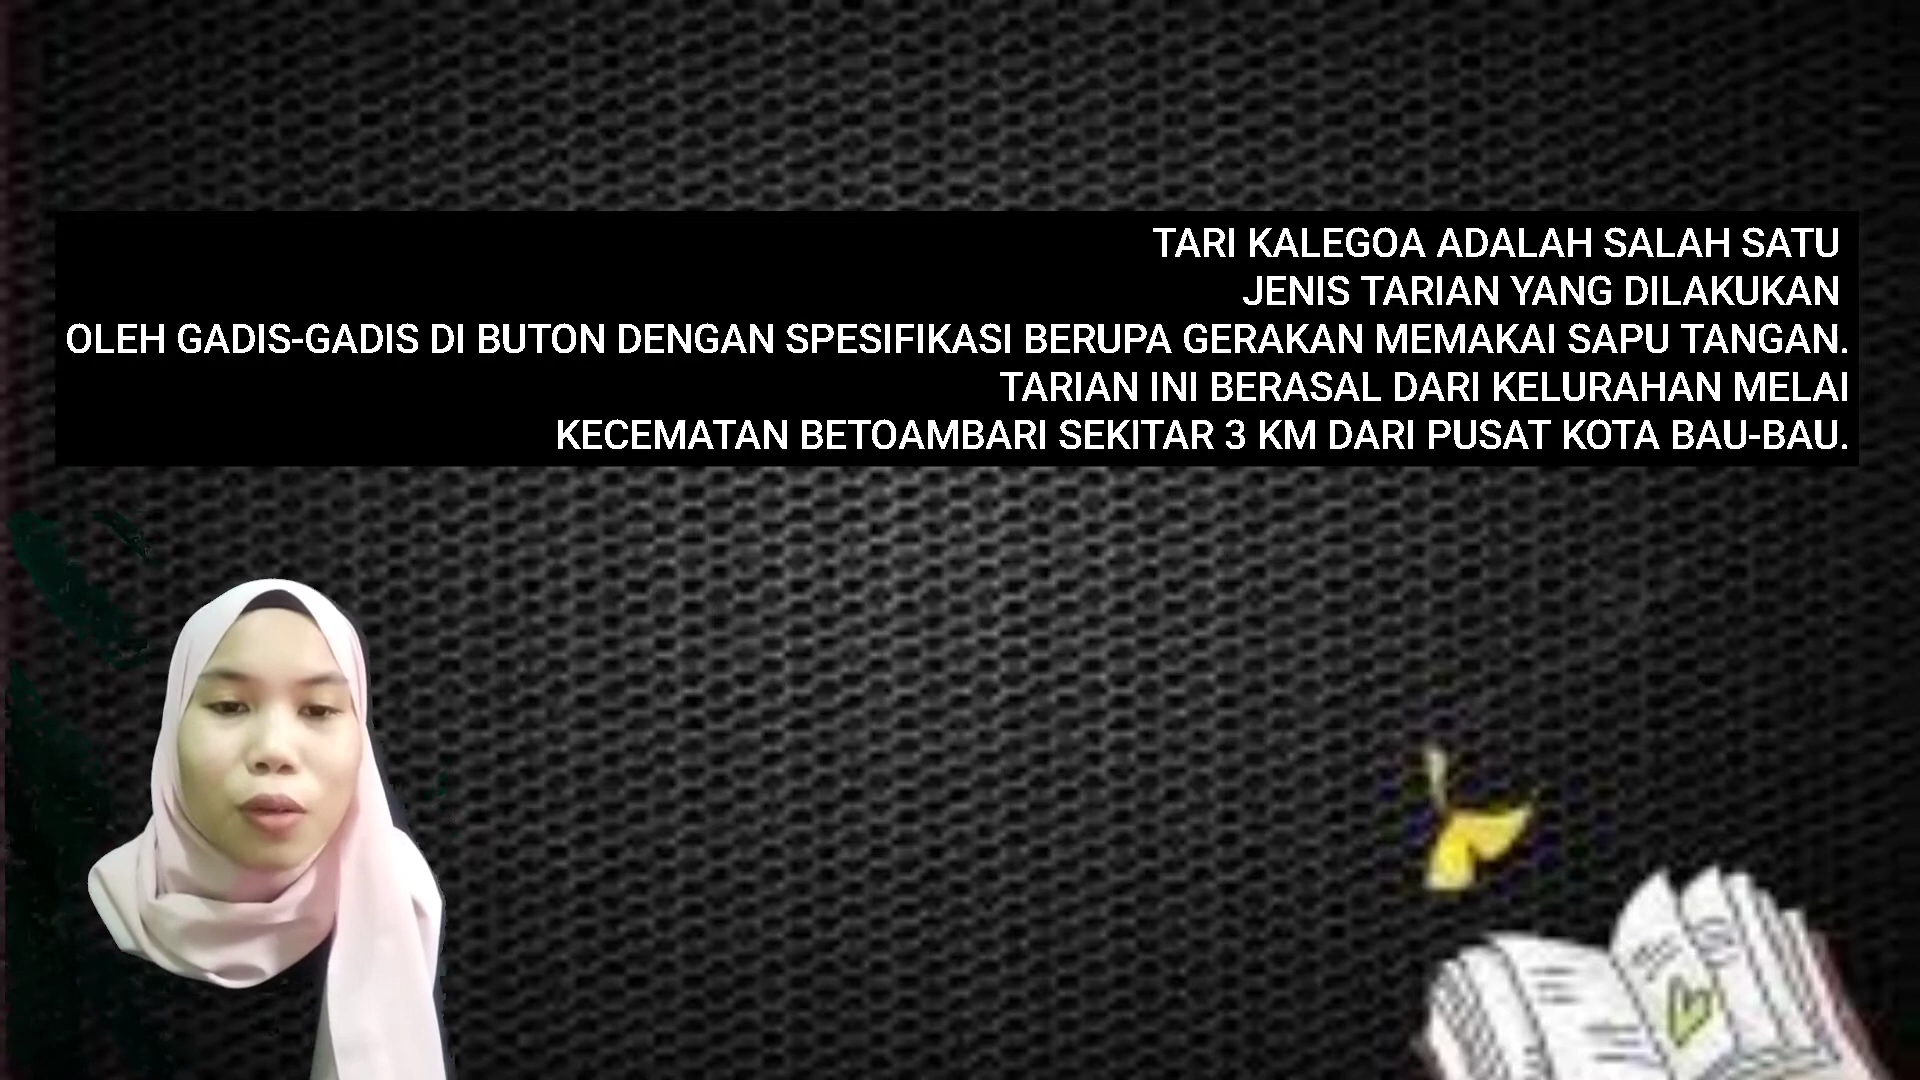 TARI KALEGOA ADALAH SALAH SATU
JENIS TARIAN YANG DILAKUKAN
OLEH GADIS-GADIS DI BUTON DENGAN SPESIFIKASI BERUPA GERAKAN MEMAKAI SAPU TANGAN.
TARIAN INI BERASAL DARI KELURAHAN MELAI
KECEMATAN BETOAMBARI SEKITAR 3 KM DARI PUSAT KOTA BAU-BAU.